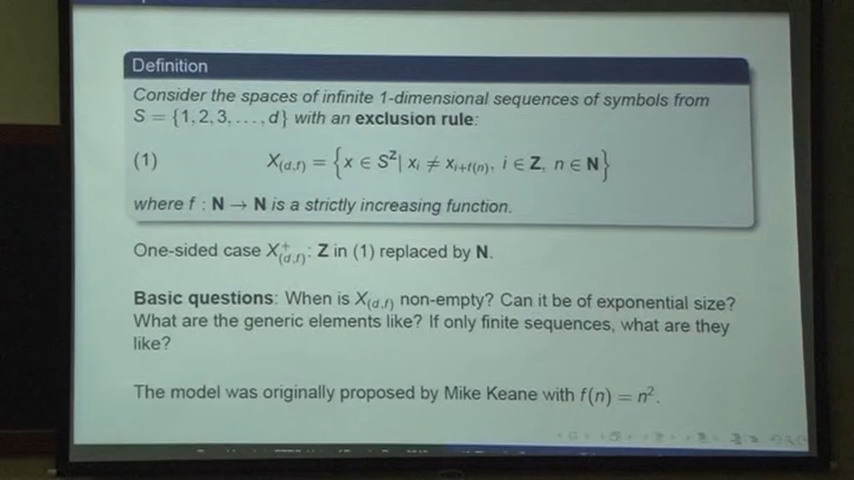 Definition
Consider the spaces of infinite 1-dimensional sequences of symbols from
S = {1, 2, 3, . . . , d} with an exclusion rule:
(1) X(d,f) = {x ∈ S^Z | x_i ≠ x_{i+f(n)}, i ∈ Z, n ∈ N}
where f : N → N is a strictly increasing function.
One-sided case X^+_(d,f): Z in (1) replaced by N.
Basic questions: When is X(d,f) non-empty? Can it be of exponential size?
What are the generic elements like? If only finite sequences, what are they
like?
The model was originally proposed by Mike Keane with f(n) = n².